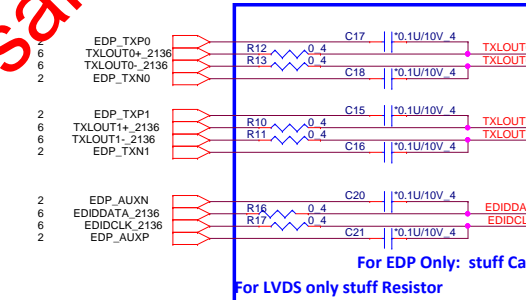 sa
2 EDP_TXP0 C17 *0.1U/10V_4
6 TXLOUT0+_2136 R12 0_4 TXLOUT
6 TXLOUT0-_2136 R13 0_4 TXLOUT
2 EDP_TXN0 C18 *0.1U/10V_4
2 EDP_TXP1 C15 *0.1U/10V_4
6 TXLOUT1+_2136 R10 0_4 TXLOUT
6 TXLOUT1-_2136 R11 0_4 TXLOUT
2 EDP_TXN1 C16 *0.1U/10V_4
2 EDP_AUXN C20 *0.1U/10V_4
6 EDIDDATA_2136 R16 0_4 EDIDDA
6 EDIDCLK_2136 R17 0_4 EDIDCL
2 EDP_AUXP C21 *0.1U/10V_4
For EDP Only: stuff Ca
For LVDS only stuff Resistor